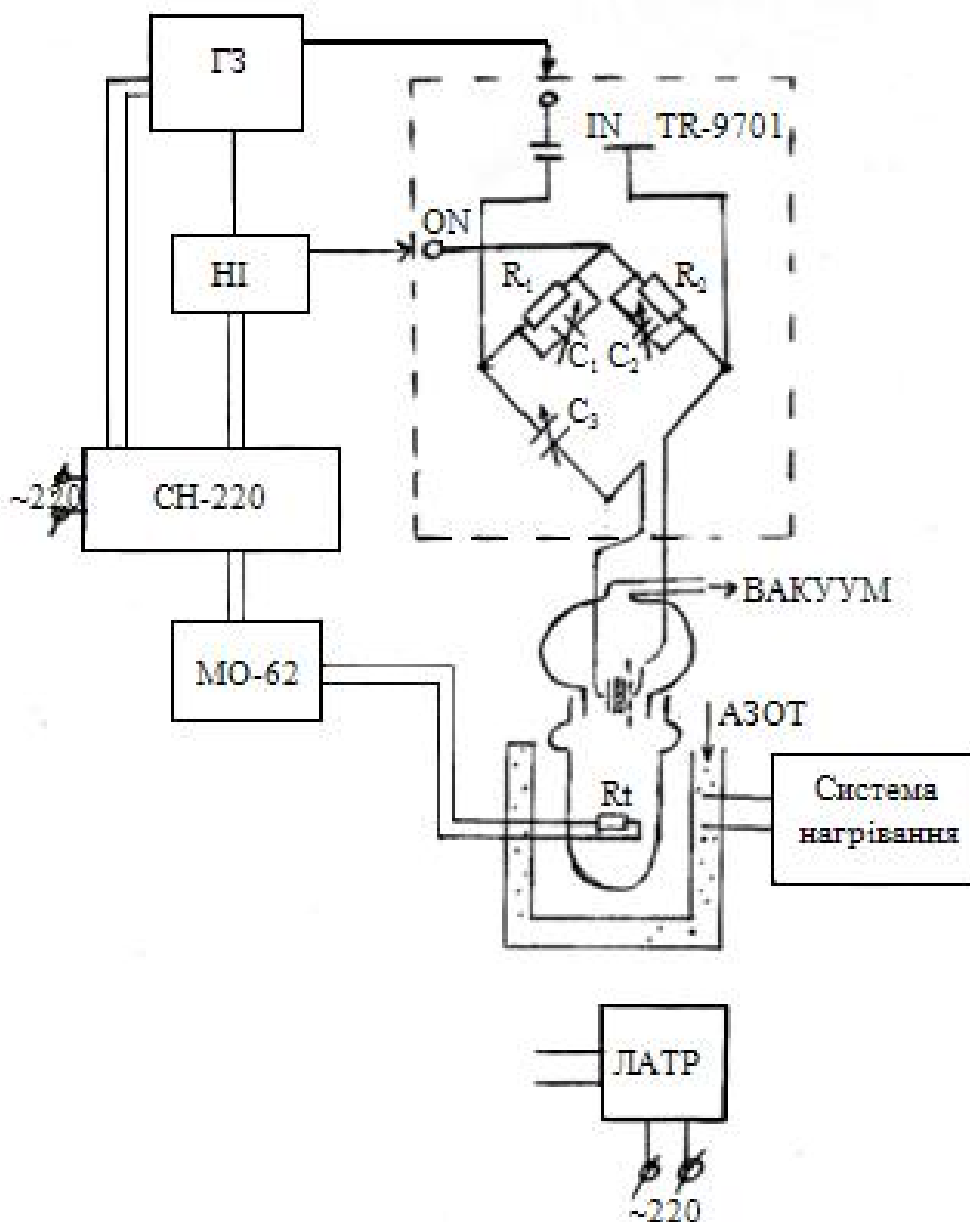 ГЗ
IN TR-9701
ON
НІ
R₁
R₂
C₁ C₂
C₃
~220
СН-220
ВАКУУМ
МО-62
АЗОТ
Rt
Система
нагрівання
ЛАТР
~220